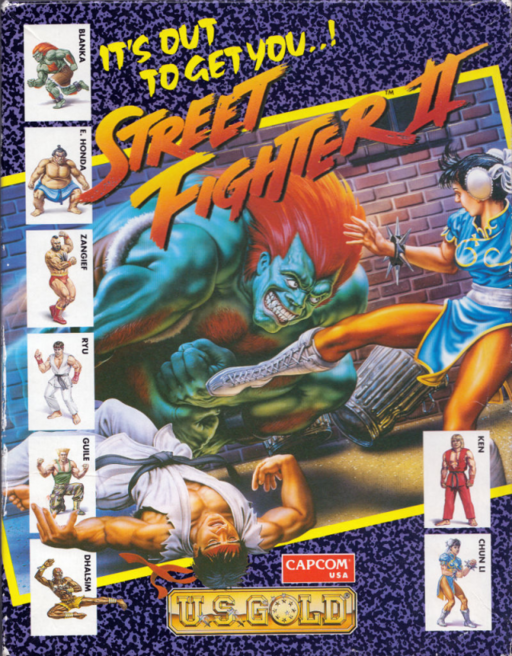 IT'S OUT
TO GET YOU..!
STREET
FIGHTER II™
BLANKA
E. HONDA
ZANGIEF
RYU
GUILE
DHALSIM
KEN
CHUN LI
CAPCOM
USA
U.S. GOLD